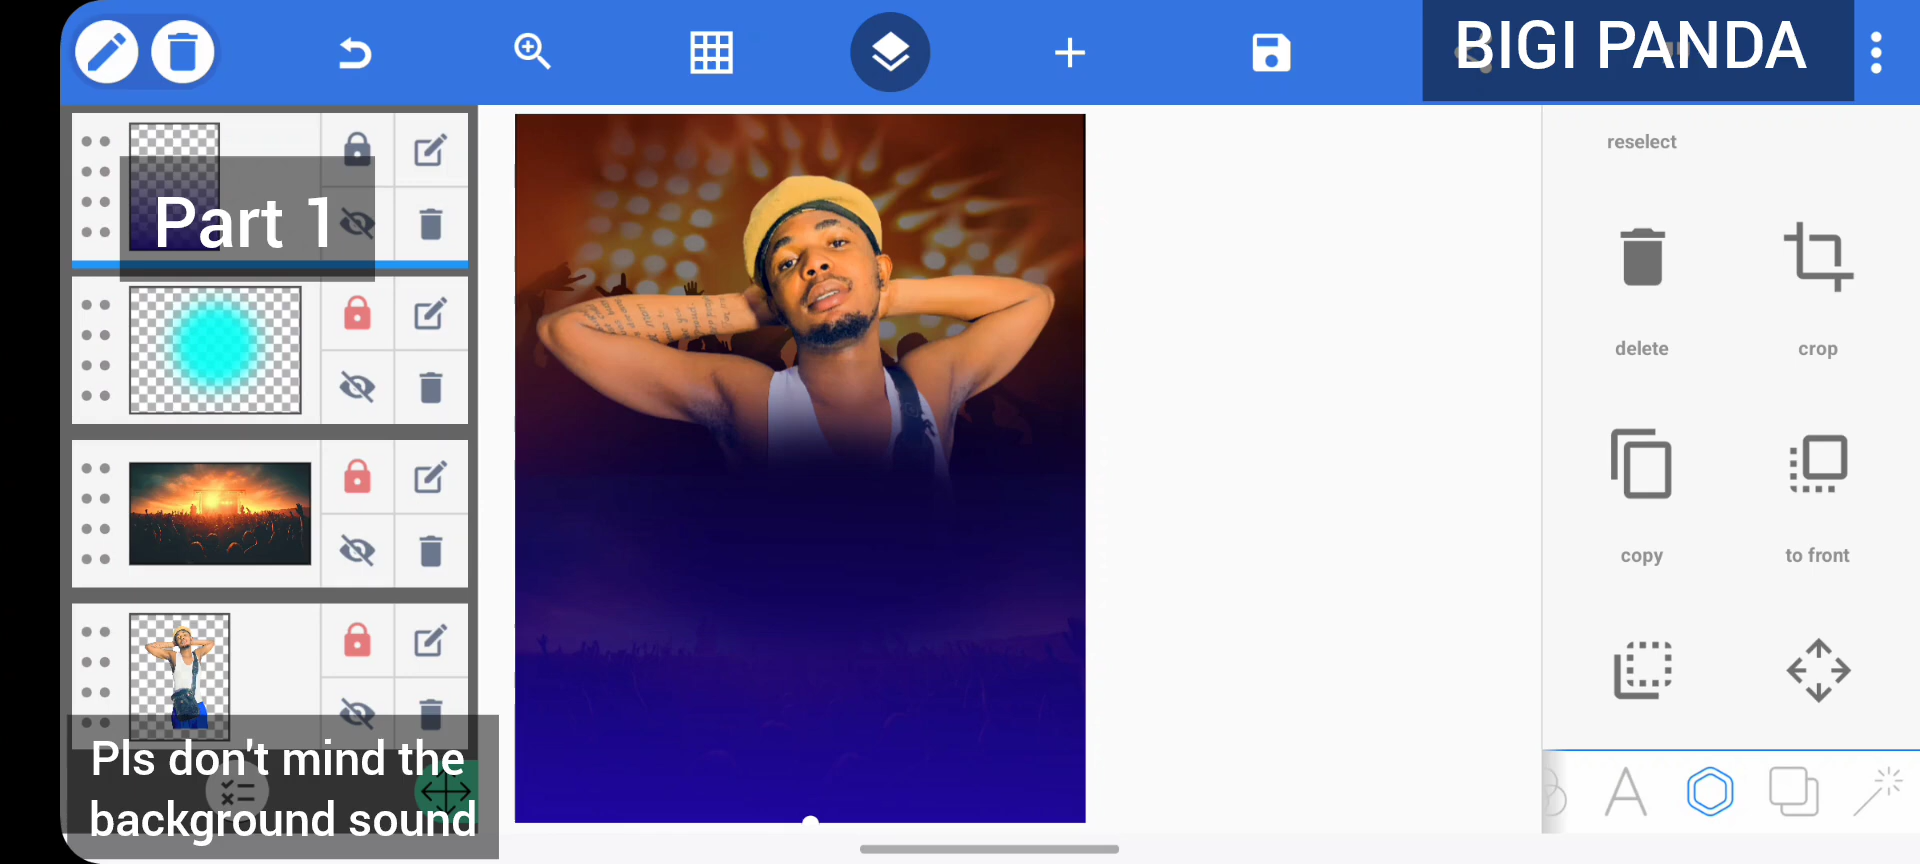 BIGI PANDA
Part 1
reselect
delete
crop
copy
to front
Pls don't mind the
background sound